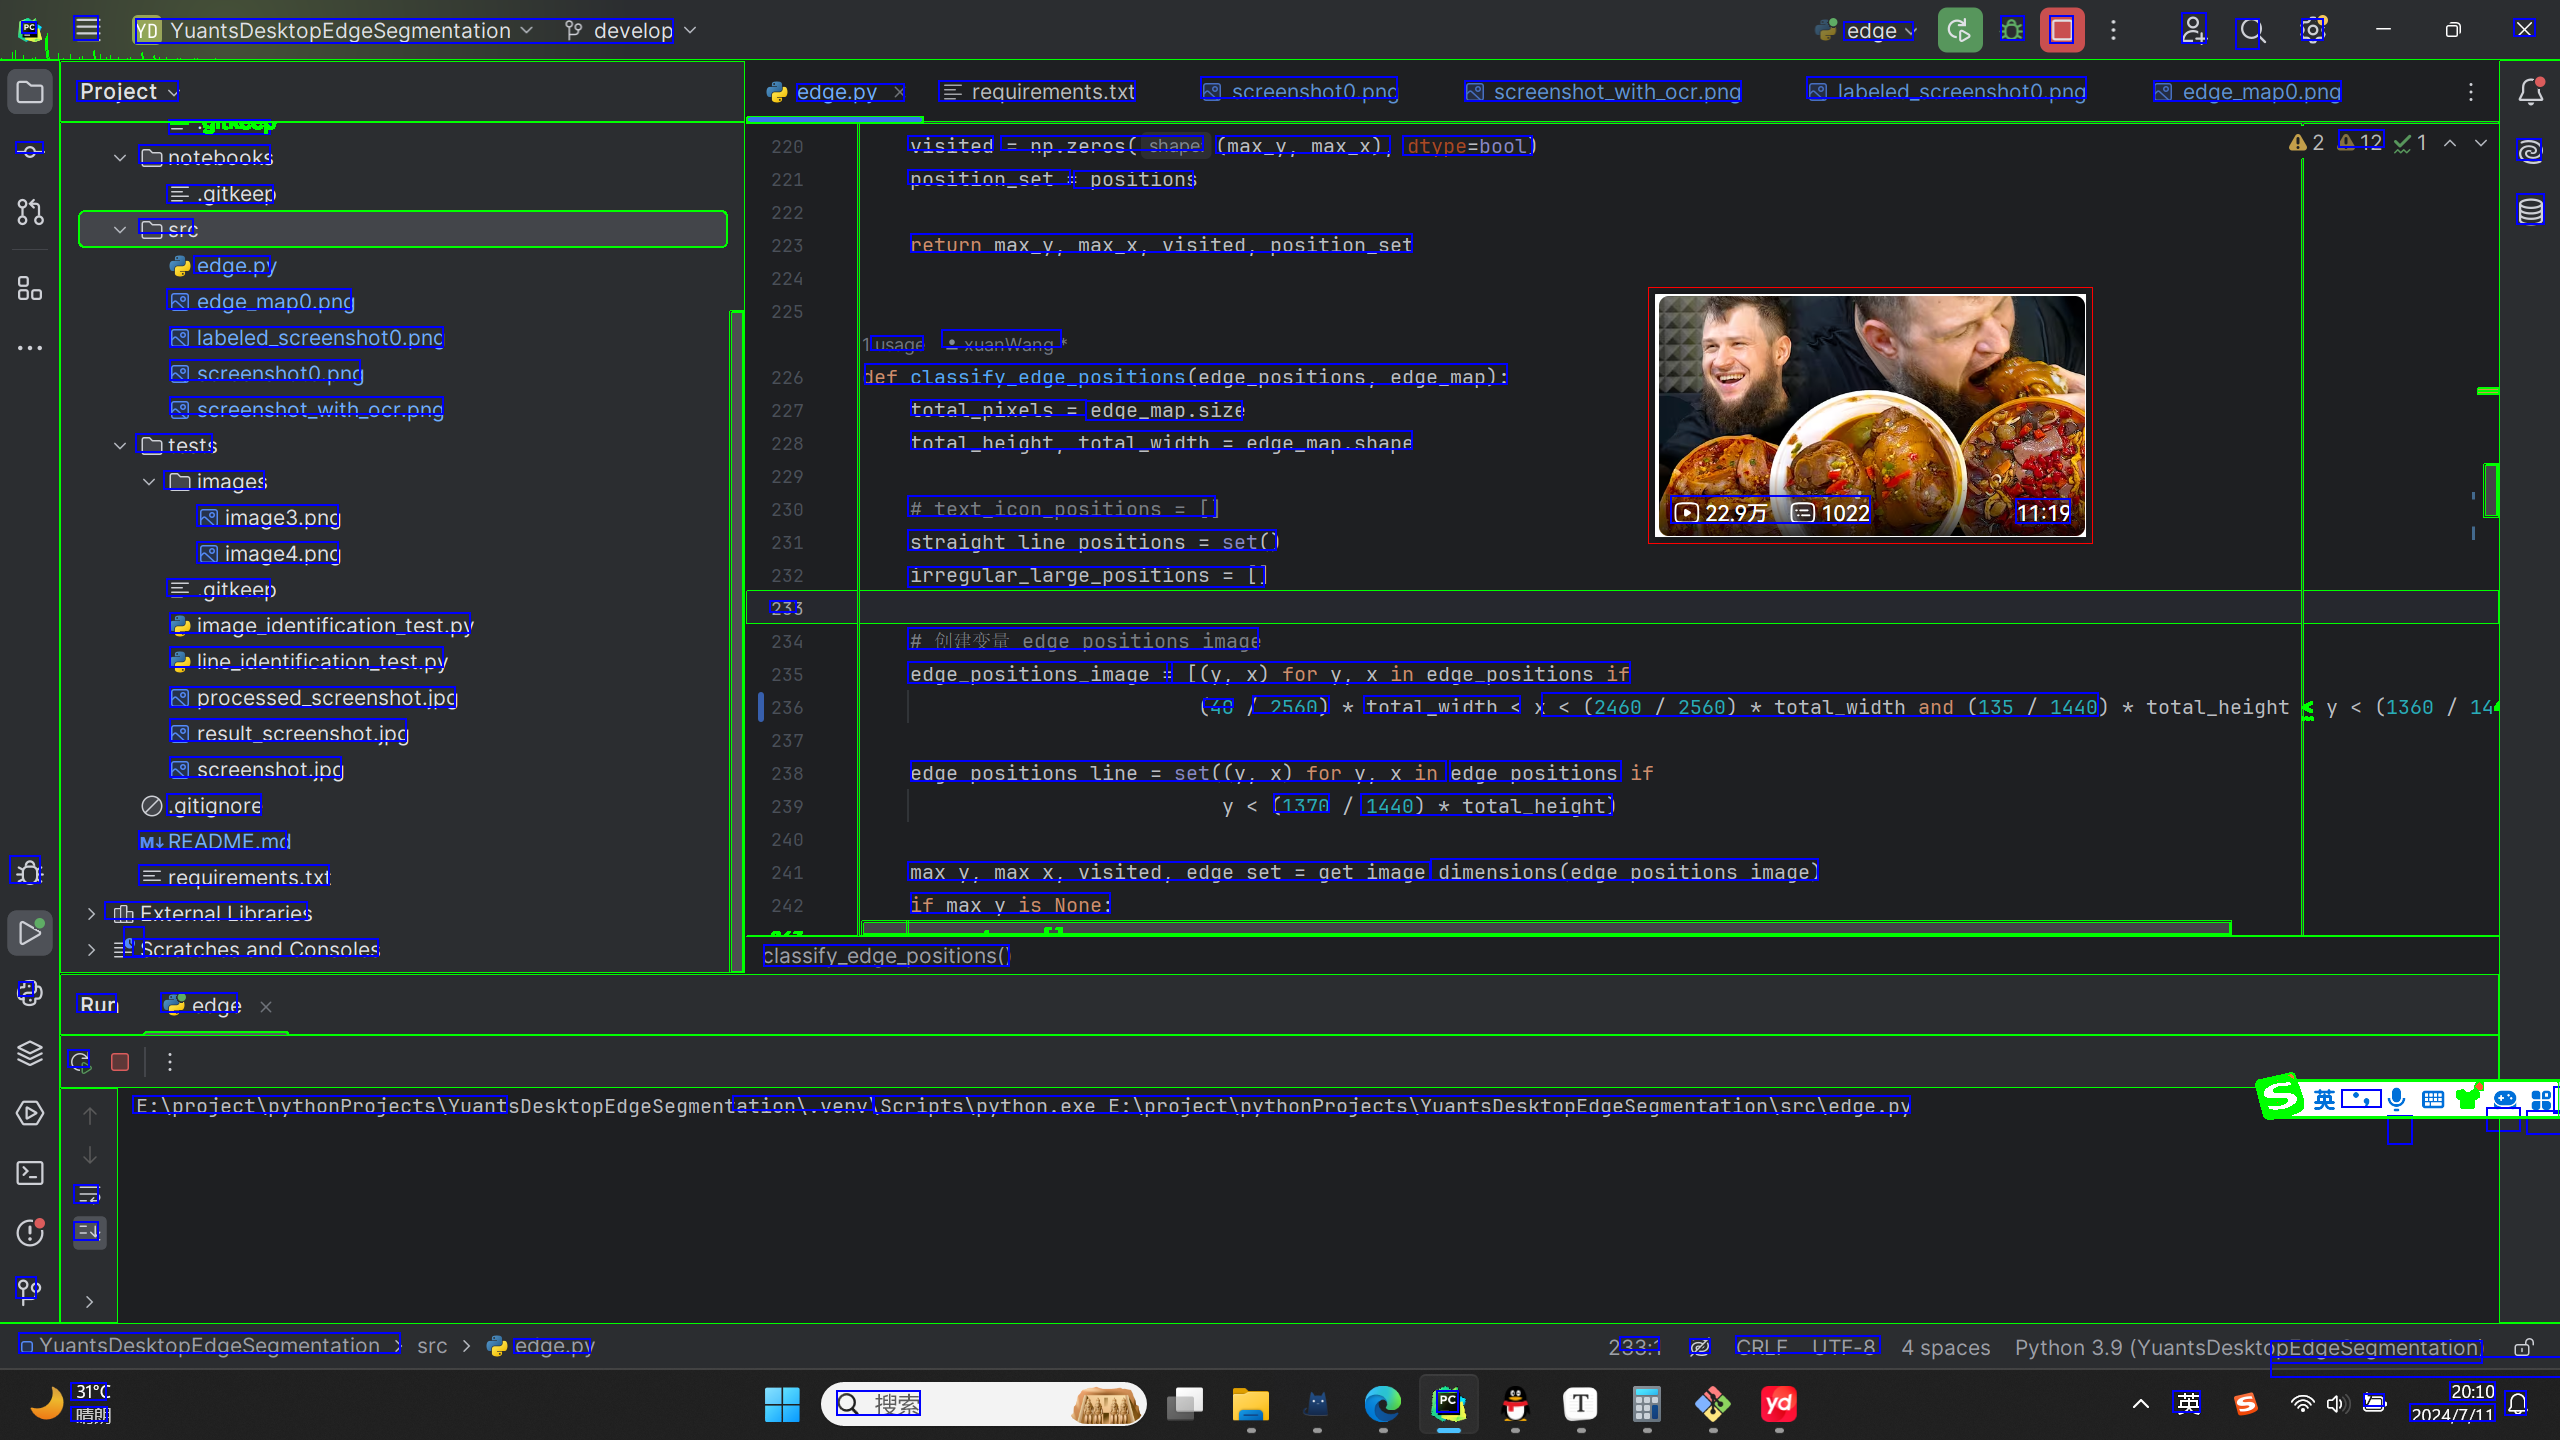 YD YuantsDesktopEdgeSegmentation develop edge
Project
edge.py requirements.txt screenshot0.png screenshot_with_ocr.png labeled_screenshot0.png edge_map0.png
.gitkeep
notebooks
.gitkeep
src
edge.py
edge_map0.png
labeled_screenshot0.png
screenshot0.png
screenshot_with_ocr.png
tests
images
image3.png
image4.png
.gitkeep
image_identification_test.py
line_identification_test.py
processed_screenshot.jpg
result_screenshot.jpg
screenshot.jpg
.gitignore
README.md
requirements.txt
External Libraries
Scratches and Consoles
2 12 1
220 visited = np.zeros( shape: (max_y, max_x), dtype=bool)
221 position_set = positions
222
223 return max_y, max_x, visited, position_set
224
225
1 usage xuanWang *
226 def classify_edge_positions(edge_positions, edge_map):
227 total_pixels = edge_map.size
228 total_height, total_width = edge_map.shape
229
230 # text_icon_positions = []
231 straight_line_positions = set()
232 irregular_large_positions = []
233
234 # 创建变量 edge_positions_image
235 edge_positions_image = [(y, x) for y, x in edge_positions if
236 (40 / 2560) * total_width < x < (2460 / 2560) * total_width and (135 / 1440) * total_height < y < (1360 / 14
237
238 edge_positions_line = set((y, x) for y, x in edge_positions if
239 y < (1370 / 1440) * total_height)
240
241 max_y, max_x, visited, edge_set = get_image_dimensions(edge_positions_image)
242 if max_y is None:
22.9万 1022 11:19
classify_edge_positions()
Run edge
E:\project\pythonProjects\YuantsDesktopEdgeSegmentation\.venv\Scripts\python.exe E:\project\pythonProjects\YuantsDesktopEdgeSegmentation\src\edge.py
英
YuantsDesktopEdgeSegmentation > src > edge.py
233:1 CRLF UTF-8 4 spaces Python 3.9 (YuantsDesktopEdgeSegmentation)
31°C
晴朗
搜索
PC
T
yd
英
20:10
2024/7/11